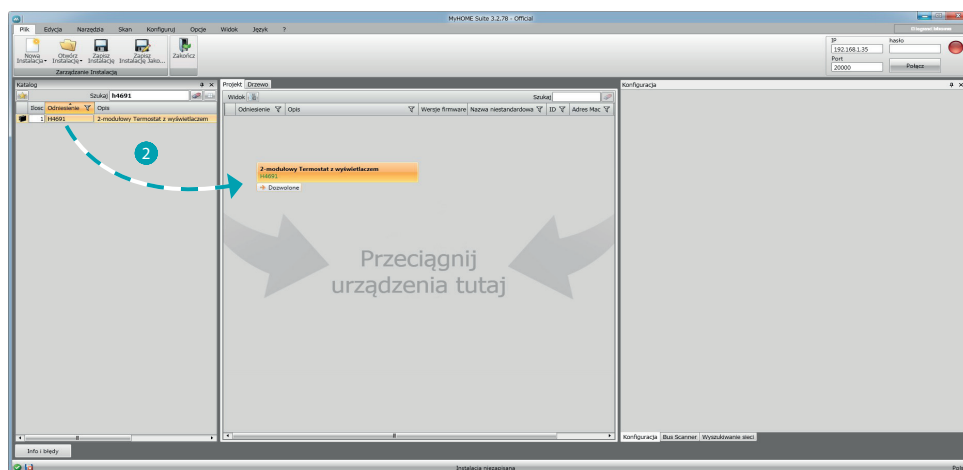 MyHOME Suite 3.2.78 - Official
Plik Edycja Narzędzia Skan Konfiguruj Opcje Widok Język ?
Nowa Instalacja
Otwórz Instalację
Zapisz Instalację
Zapisz Instalację Jako...
Zakończ
Zarządzanie Instalacją
IP
Hasło
192.168.1.35
Port
20000
Połącz
Katalog
Szukaj h4691
Ilosc Odniesienie Opis
1 H4691 2-modułowy Termostat z wyświetlaczem
2
Projekt Drzewo
Widok
Szukaj
Odniesienie Opis Wersje firmware Nazwa niestandardowa ID Adres Mac
2-modułowy Termostat z wyświetlaczem
H4691
Dozwolone
Przeciągnij
urządzenia tutaj
Konfiguracja
Konfiguracja Bus Scanner Wyszukiwanie sieci
Info i błędy
Instalacja niezapisana